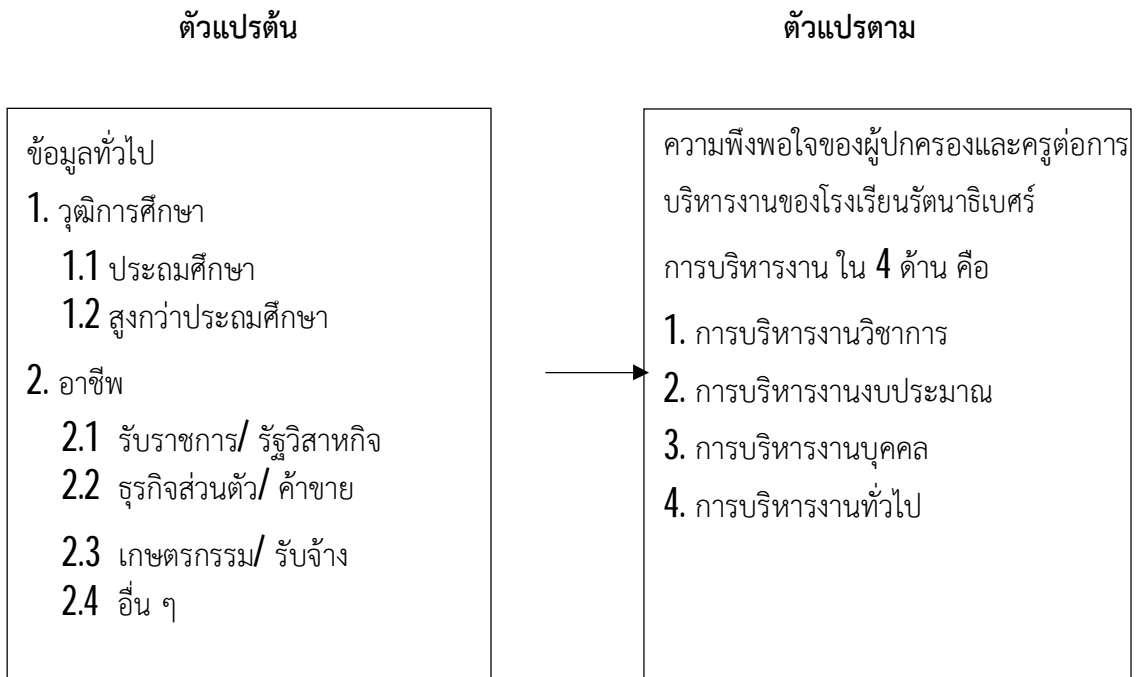 ตัวแปรต้น
ตัวแปรตาม
ข้อมูลทั่วไป
1. วุฒิการศึกษา
1.1 ประถมศึกษา
1.2 สูงกว่าประถมศึกษา
2. อาชีพ
2.1 รับราชการ/ รัฐวิสาหกิจ
2.2 ธุรกิจส่วนตัว/ ค้าขาย
2.3 เกษตรกรรม/ รับจ้าง
2.4 อื่น ๆ
ความพึงพอใจของผู้ปกครองและครูต่อการ
บริหารงานของโรงเรียนรัตนาธิเบศร์
การบริหารงาน ใน 4 ด้าน คือ
1. การบริหารงานวิชาการ
2. การบริหารงานงบประมาณ
3. การบริหารงานบุคคล
4. การบริหารงานทั่วไป